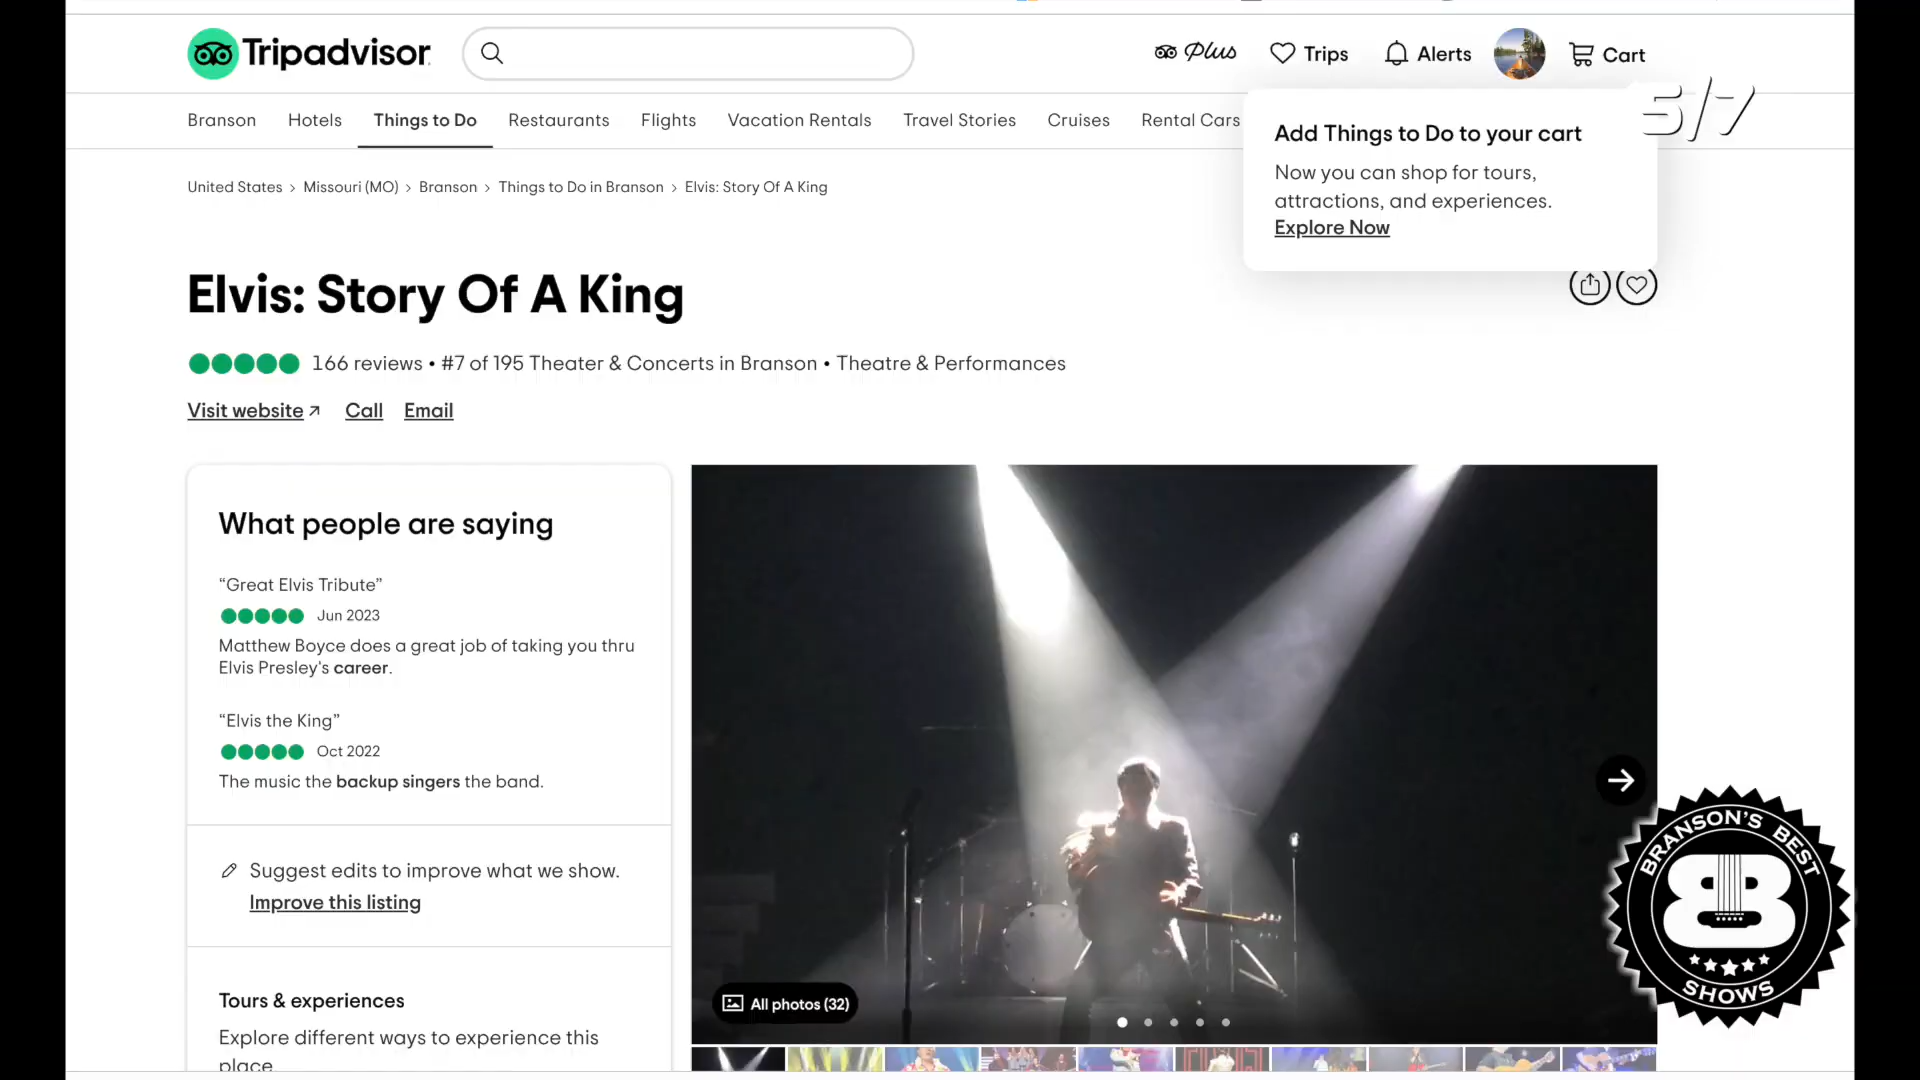 Tripadvisor
Plus
Trips
Alerts
Cart
5/7
Branson
Hotels
Things to Do
Restaurants
Flights
Vacation Rentals
Travel Stories
Cruises
Rental Cars
Add Things to Do to your cart
Now you can shop for tours,
attractions, and experiences.
Explore Now
United States › Missouri (MO) › Branson › Things to Do in Branson › Elvis: Story Of A King
Elvis: Story Of A King
166 reviews • #7 of 195 Theater & Concerts in Branson • Theatre & Performances
Visit website
Call
Email
What people are saying
“Great Elvis Tribute”
Jun 2023
Matthew Boyce does a great job of taking you thru
Elvis Presley's career.
“Elvis the King”
Oct 2022
The music the backup singers the band.
Suggest edits to improve what we show.
Improve this listing
Tours & experiences
Explore different ways to experience this
place.
All photos (32)
BRANSON'S BEST
SHOWS